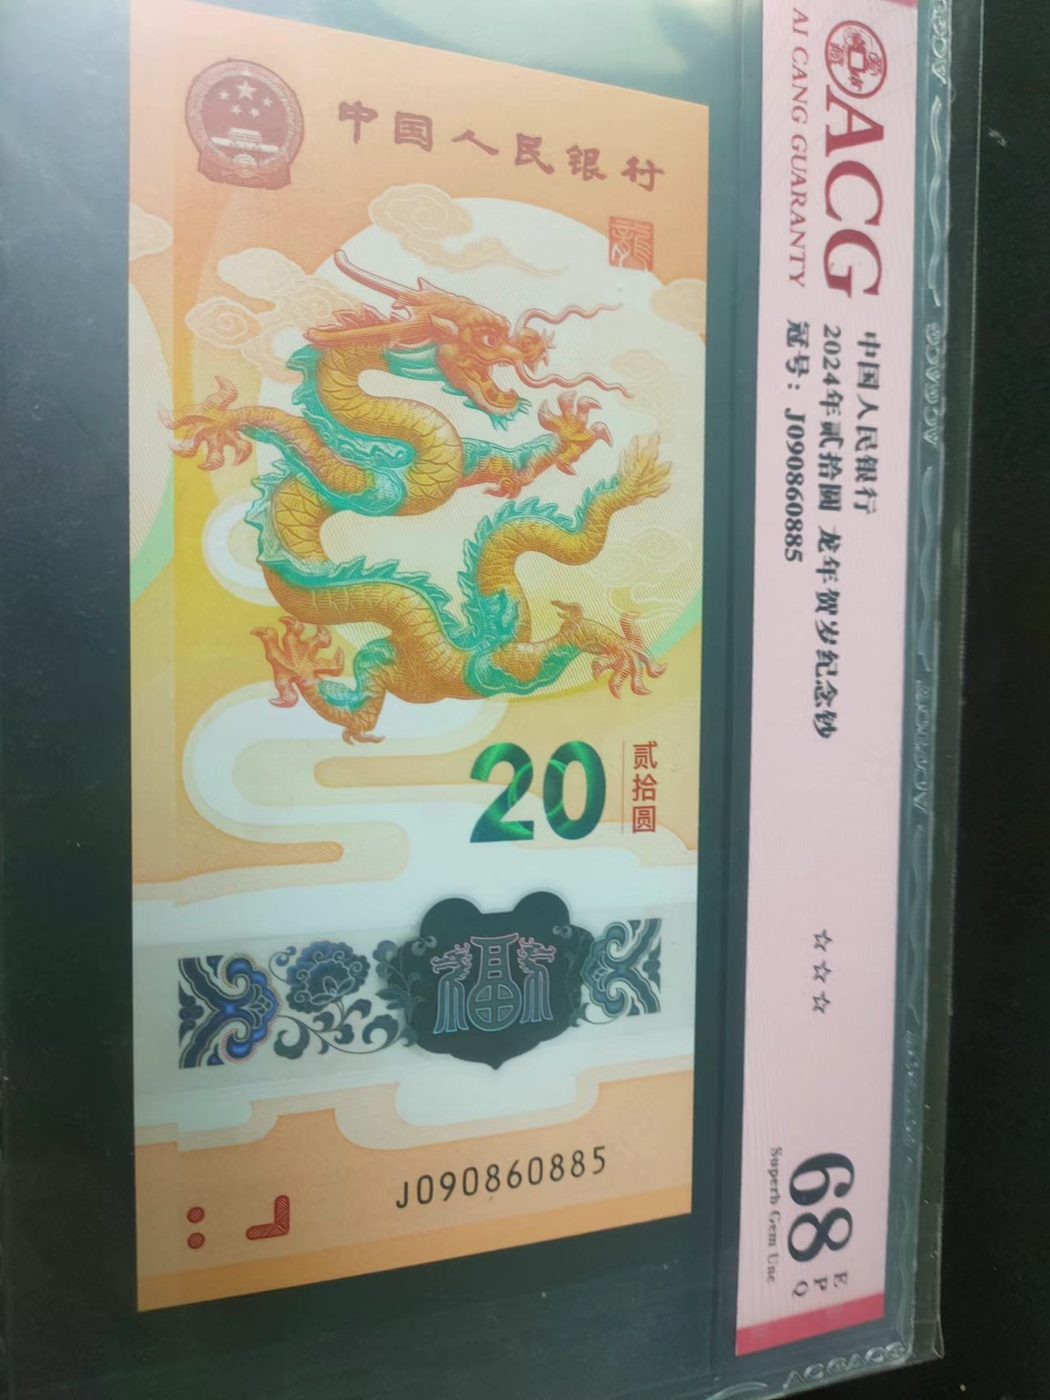 中国人民银行
龍
贰拾圆
20
福
J090860885
ACG
AI CANG GUARANTY
中国人民银行
2024年贰拾圆 龙年贺岁纪念钞
冠号：J090860885
☆☆☆
68
EPQ
Superb Gem Unc